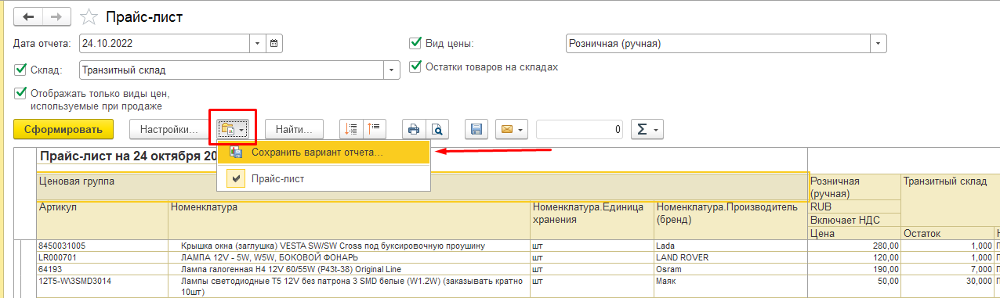 Прайс-лист
Дата отчета: 24.10.2022 Вид цены: Розничная (ручная)
Склад: Транзитный склад Остатки товаров на складах
Отображать только виды цен,
используемые при продаже
Сформировать Настройки... Найти... 0 Σ
Сохранить вариант отчета...
Прайс-лист на 24 октября 20
Прайс-лист
Ценовая группа Розничная (ручная) Транзитный склад
RUB
Артикул Номенклатура Номенклатура.Единица хранения Номенклатура.Производитель (бренд)
Включает НДС
Цена Остаток
8450031005 Крышка окна (заглушка) VESTA SW/SW Cross под буксировочную проушину шт Lada 280,00 1,000
LR000701 ЛАМПА 12V - 5W, W5W, БОКОВОЙ ФОНАРЬ шт LAND ROVER 120,00 1,000
64193 Лампа галогенная H4 12V 60/55W (P43t-38) Original Line шт Osram 190,00 7,000
12T5-W\3SMD3014 Лампы светодиодные T5 12V без патрона 3 SMD белые (W1.2W) (заказывать кратно шт Маяк 50,00 30,000
10шт)